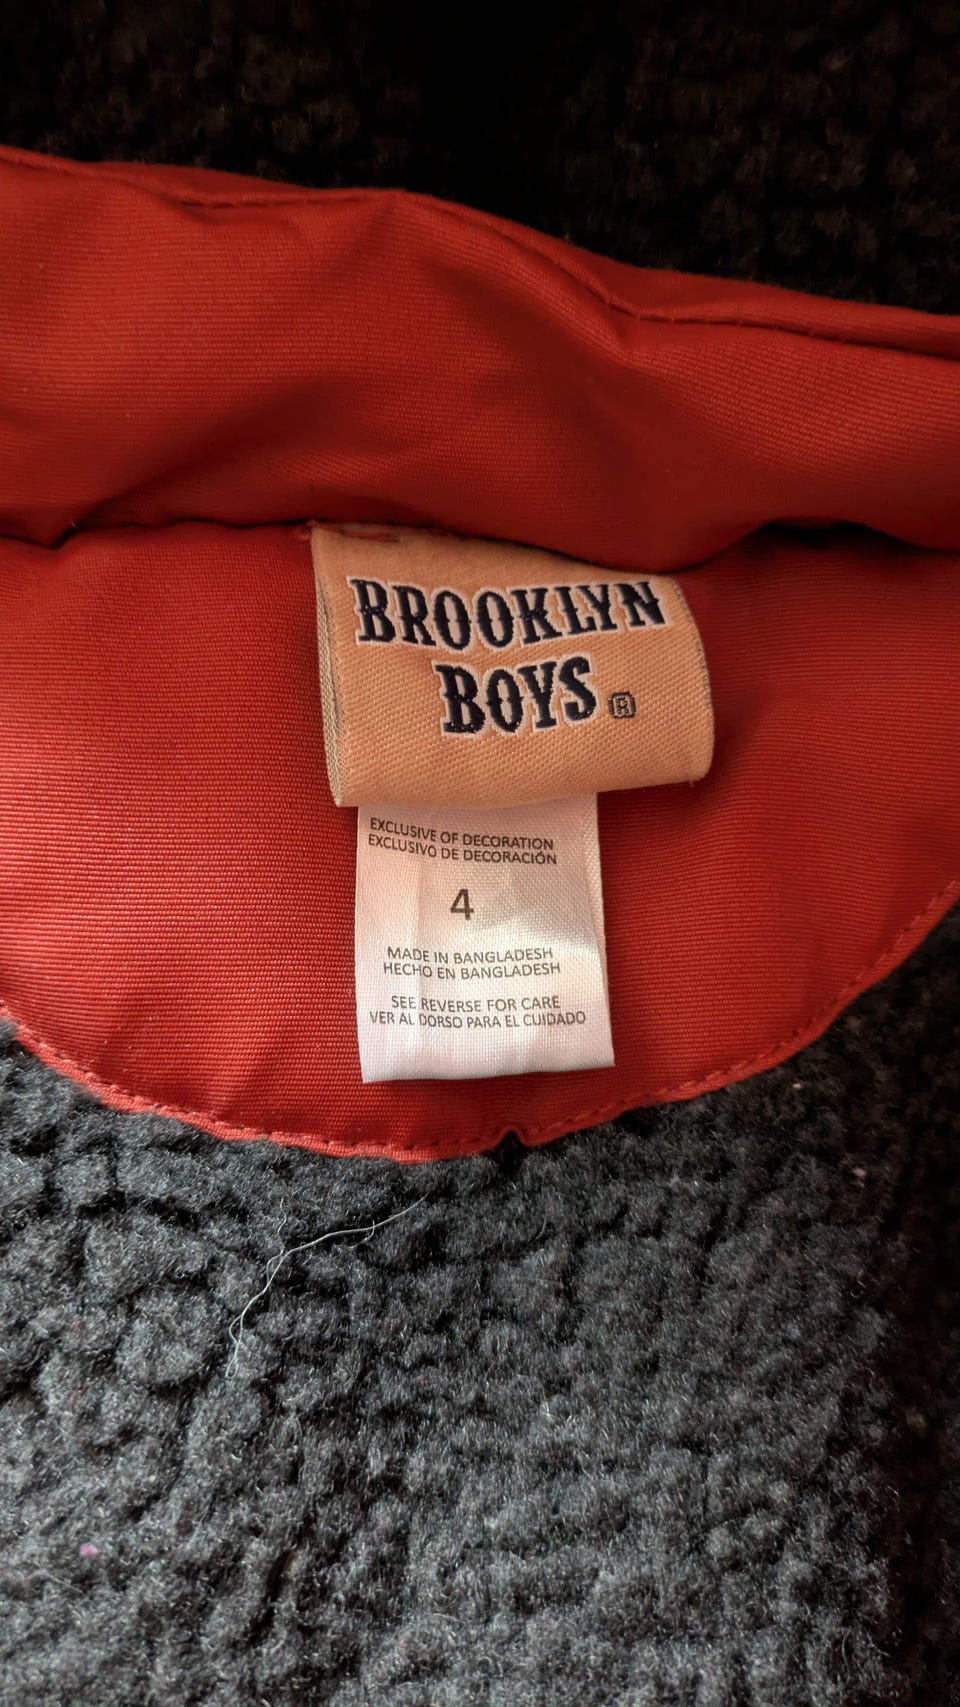 BROOKLYN
BOYS ®
EXCLUSIVE OF DECORATION
EXCLUSIVO DE DECORACIÓN
4
MADE IN BANGLADESH
HECHO EN BANGLADESH
SEE REVERSE FOR CARE
VER AL DORSO PARA EL CUIDADO